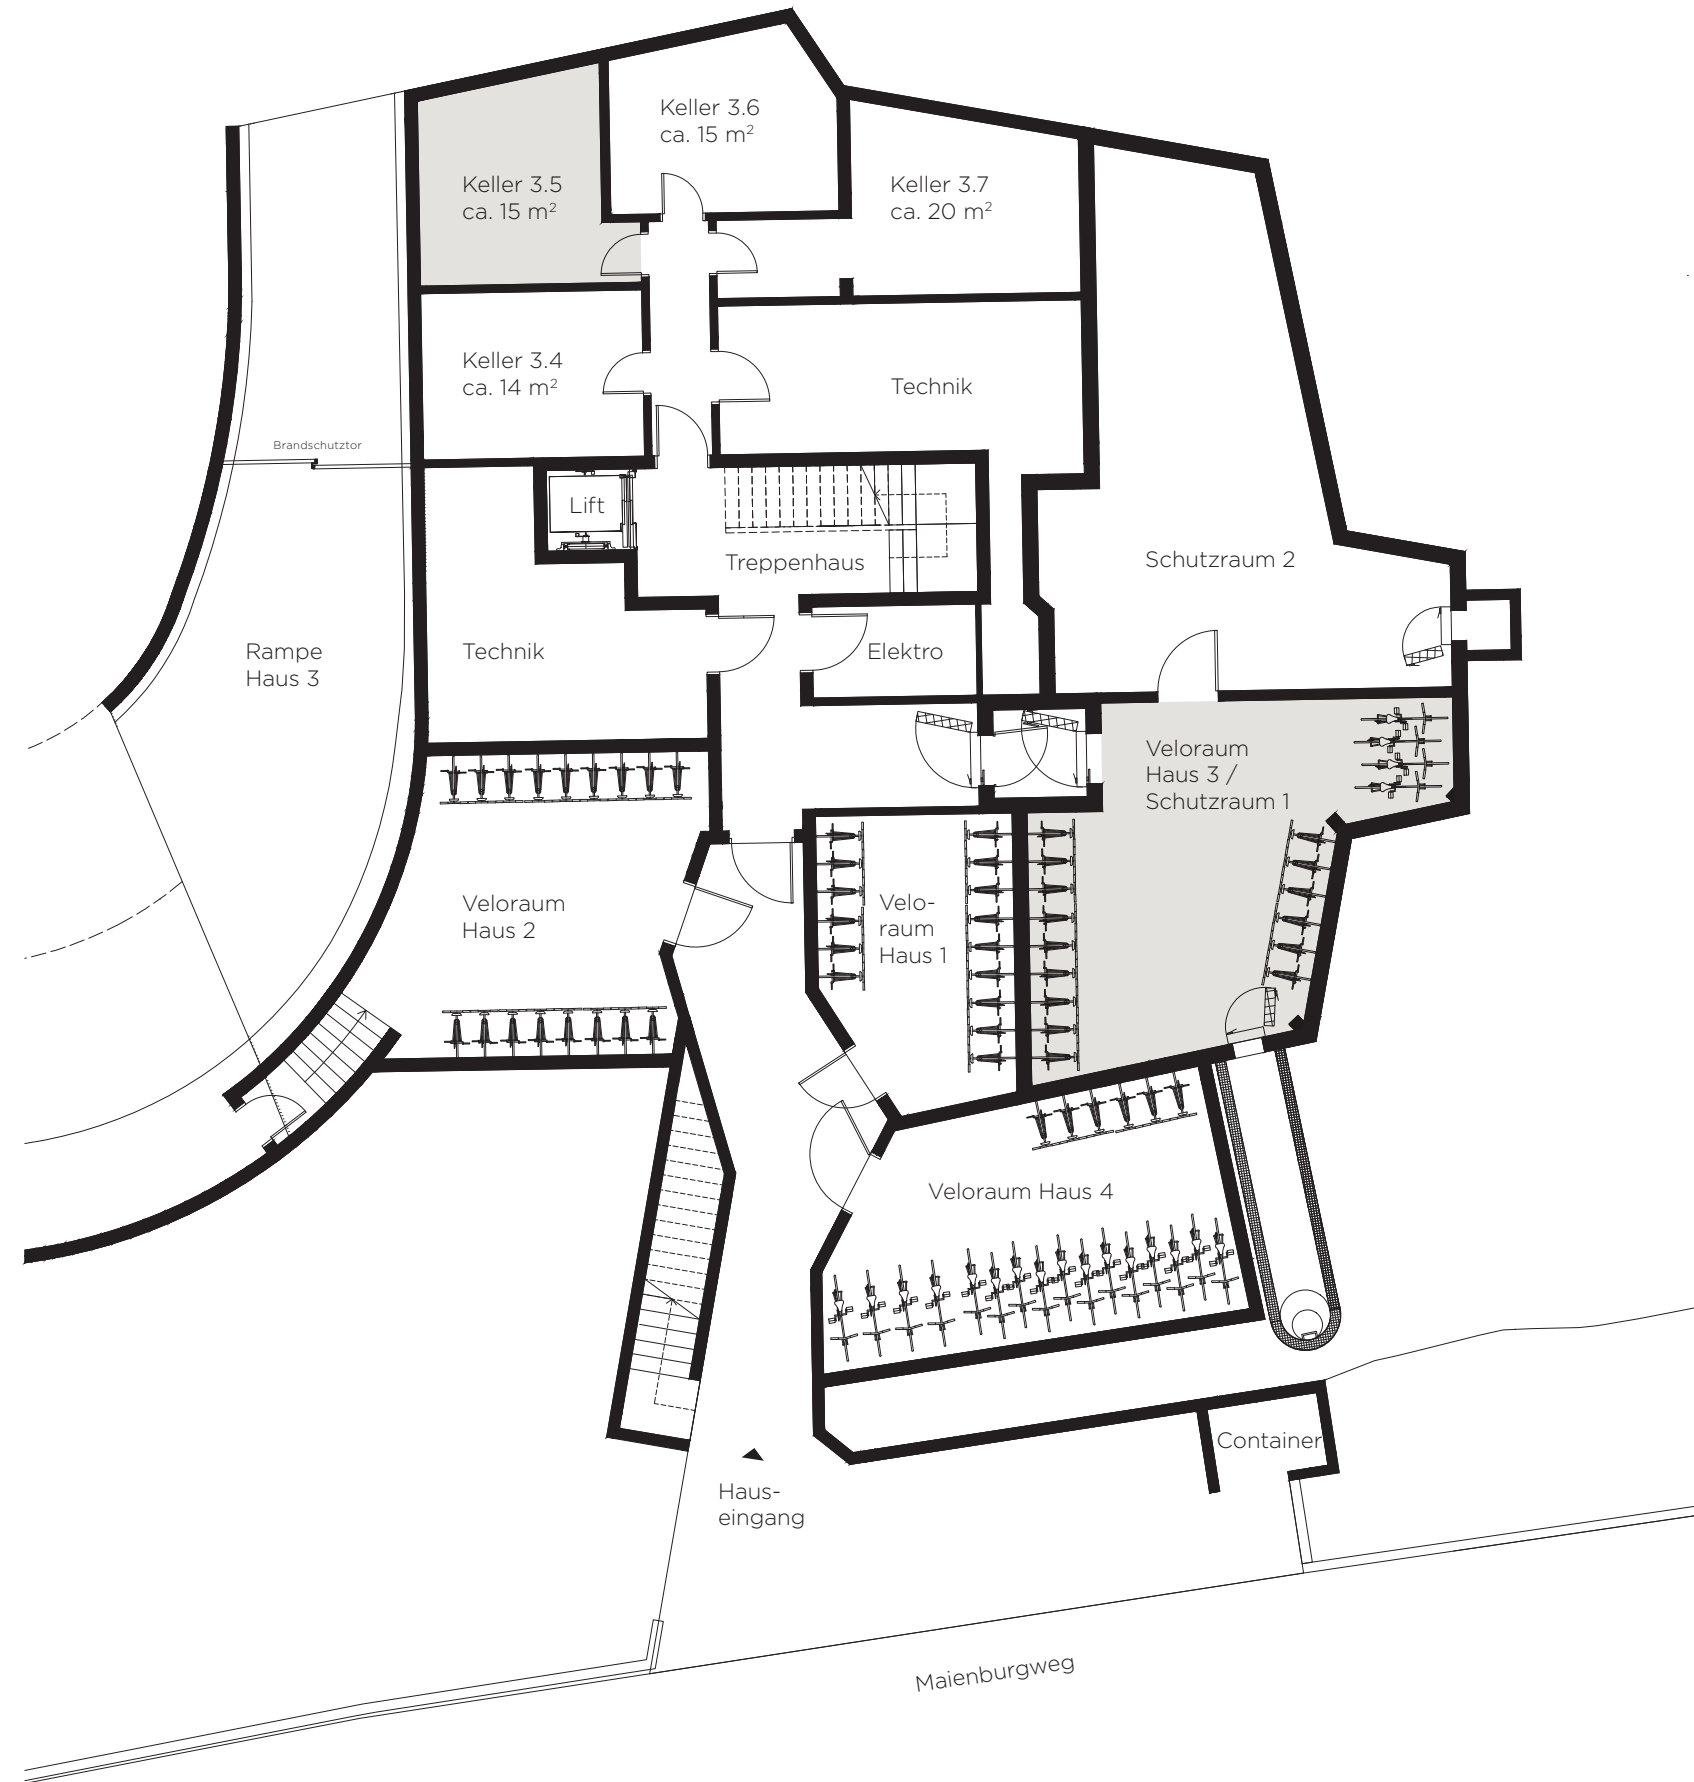 Keller 3.6
ca. 15 m²
Keller 3.5
ca. 15 m²
Keller 3.7
ca. 20 m²
Keller 3.4
ca. 14 m²
Technik
Brandschutztor
Lift
Treppenhaus
Schutzraum 2
Rampe
Haus 3
Technik
Elektro
Veloraum
Haus 3 /
Schutzraum 1
Veloraum
Haus 2
Velo-
raum
Haus 1
Veloraum Haus 4
Container
Haus-
eingang
Maienburgweg